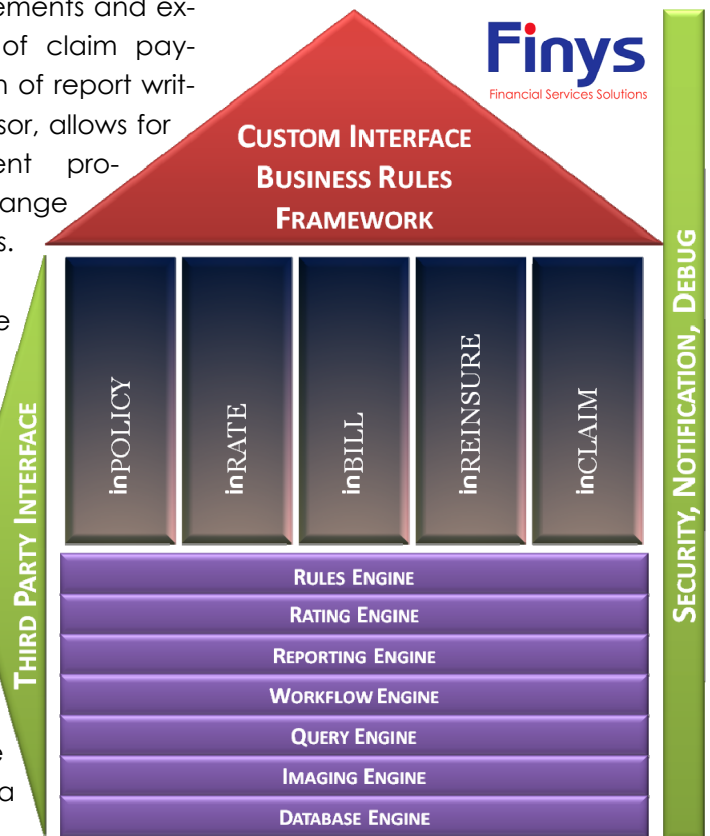 ements and ex-
of claim pay-
n of report writ-
sor, allows for
ent pro-
ange
s.
e
e
a
Finys
Financial Services Solutions
CUSTOM INTERFACE
BUSINESS RULES
FRAMEWORK
THIRD PARTY INTERFACE
inPOLICY
inRATE
inBILL
inREINSURE
inCLAIM
SECURITY, NOTIFICATION, DEBUG
RULES ENGINE
RATING ENGINE
REPORTING ENGINE
WORKFLOW ENGINE
QUERY ENGINE
IMAGING ENGINE
DATABASE ENGINE